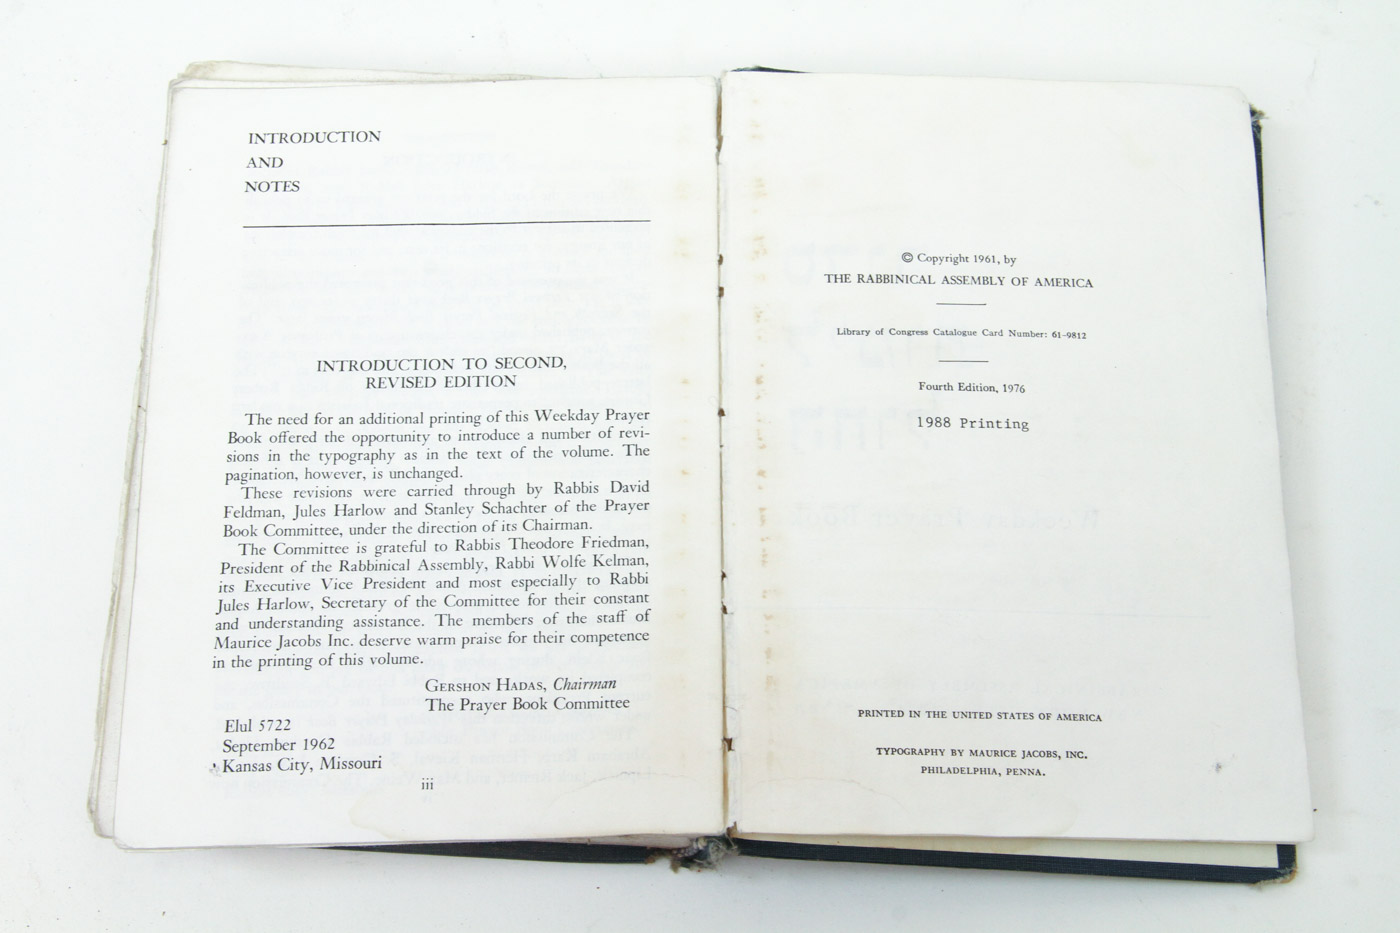 INTRODUCTION
AND
NOTES
INTRODUCTION TO SECOND,
REVISED EDITION
The need for an additional printing of this Weekday Prayer
Book offered the opportunity to introduce a number of revi-
sions in the typography as in the text of the volume. The
pagination, however, is unchanged.
These revisions were carried through by Rabbis David
Feldman, Jules Harlow and Stanley Schachter of the Prayer
Book Committee, under the direction of its Chairman.
The Committee is grateful to Rabbis Theodore Friedman,
President of the Rabbinical Assembly, Rabbi Wolfe Kelman,
its Executive Vice President and most especially to Rabbi
Jules Harlow, Secretary of the Committee for their constant
and understanding assistance. The members of the staff of
Maurice Jacobs Inc. deserve warm praise for their competence
in the printing of this volume.
GERSHON HADAS, Chairman
The Prayer Book Committee
Elul 5722
September 1962
Kansas City, Missouri
iii
© Copyright 1961, by
THE RABBINICAL ASSEMBLY OF AMERICA
Library of Congress Catalogue Card Number: 61-9812
Fourth Edition, 1976
1988 Printing
PRINTED IN THE UNITED STATES OF AMERICA
TYPOGRAPHY BY MAURICE JACOBS, INC.
PHILADELPHIA, PENNA.